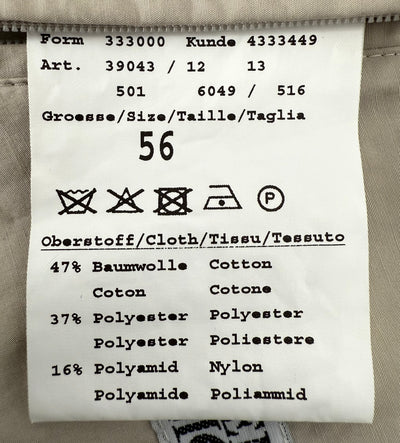 Form 333000 Kunde 4333449
Art. 39043 / 12 13
501 6049 / 516
Groesse/Size/Taille/Taglia
56
P
Oberstoff/Cloth/Tissu/Tessuto
47% Baumwolle Cotton
Coton Cotone
37% Polyester Polyester
Polyester Poliestere
16% Polyamid Nylon
Polyamide Poliammid